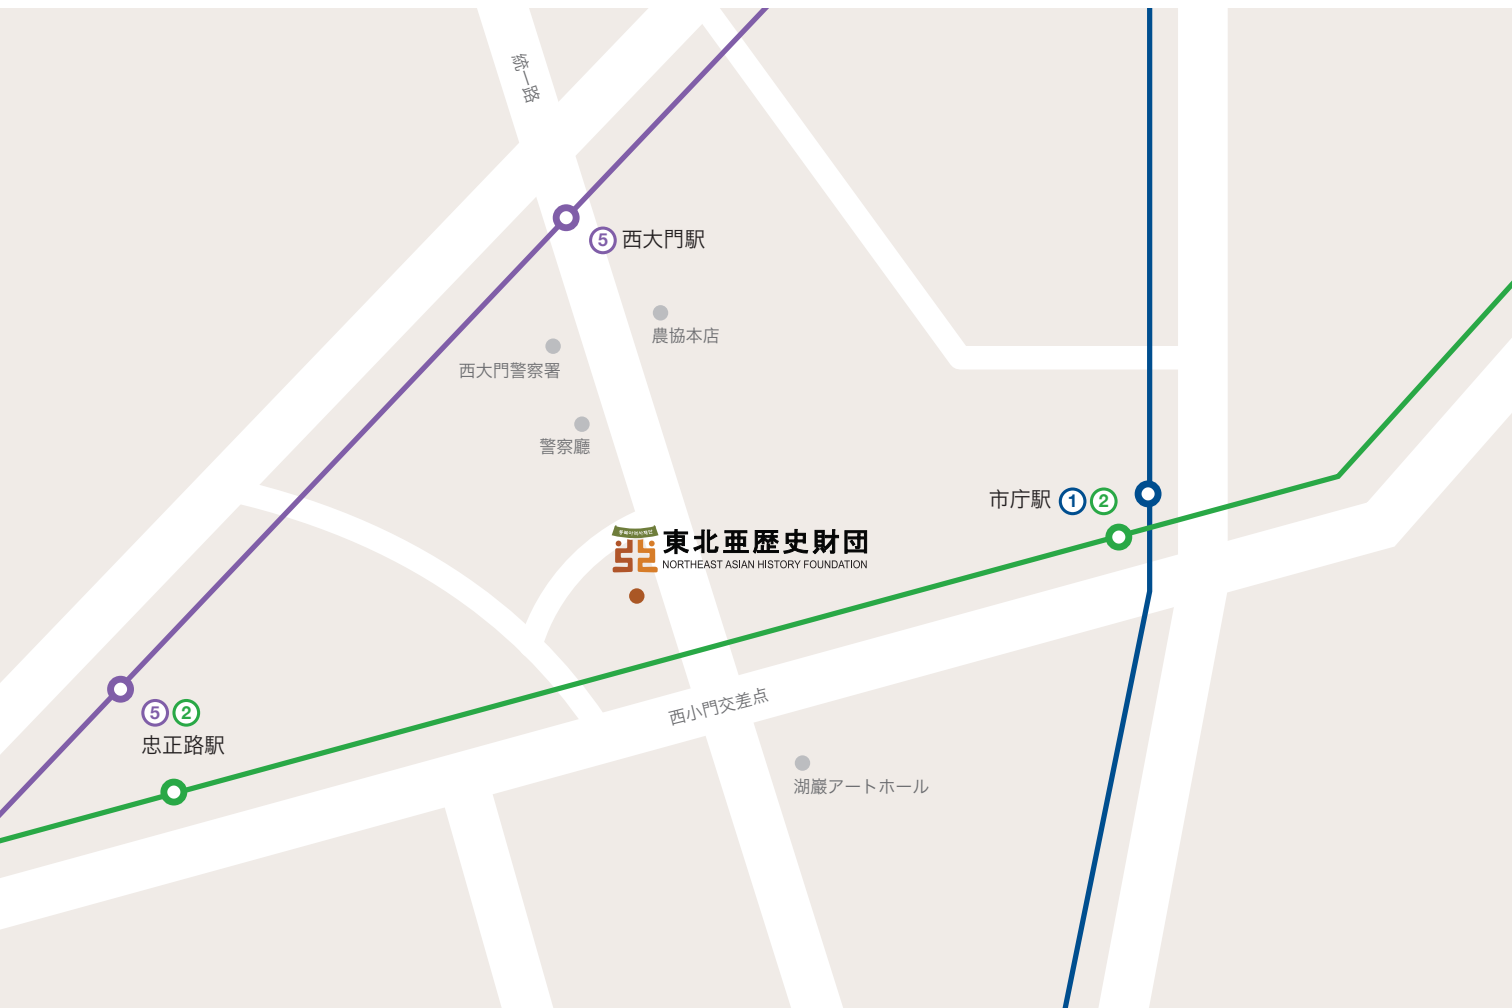 統一路
5 西大門駅
農協本店
西大門警察署
警察廳
市庁駅 1 2
東北亜歴史財団
NORTHEAST ASIAN HISTORY FOUNDATION
5 2
忠正路駅
西小門交差点
湖巖アートホール